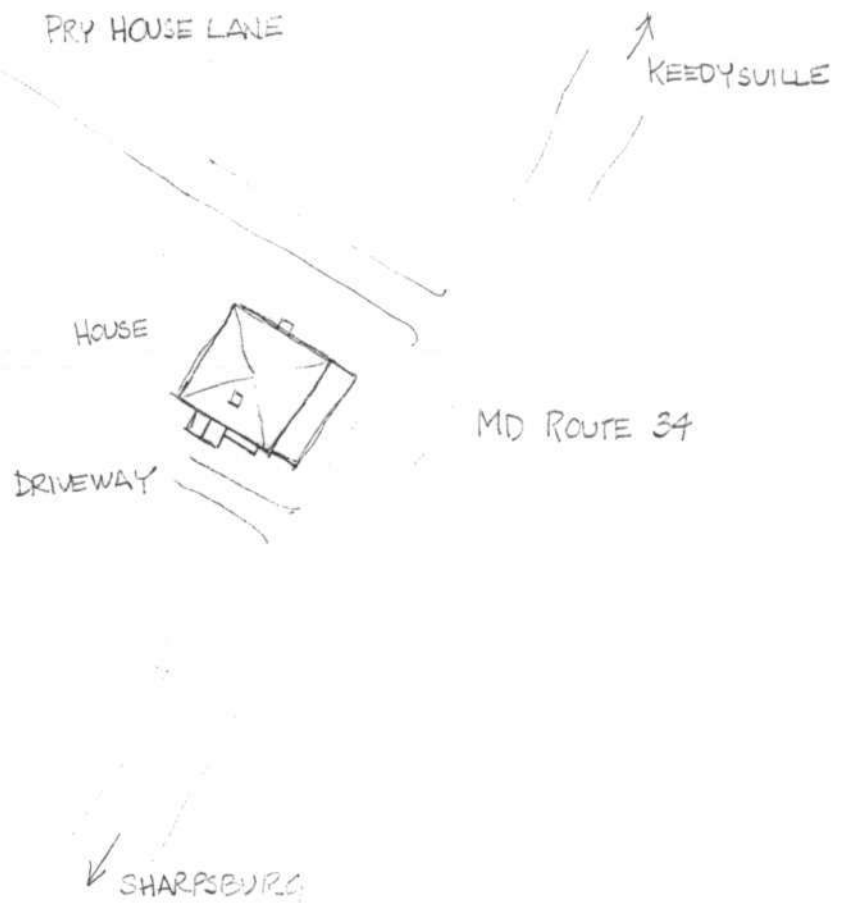 PRY HOUSE LANE
KEEDYSVILLE
HOUSE
MD ROUTE 34
DRIVEWAY
SHARPSBURG